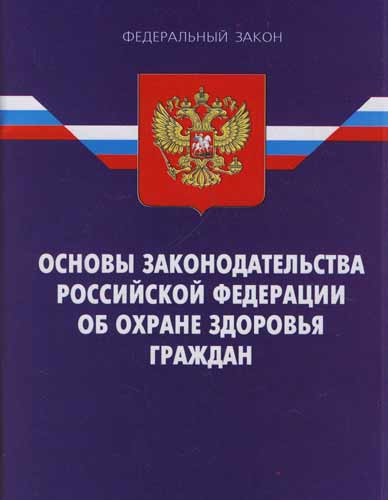 ФЕДЕРАЛЬНЫЙ ЗАКОН
ОСНОВЫ ЗАКОНОДАТЕЛЬСТВА
РОССИЙСКОЙ ФЕДЕРАЦИИ
ОБ ОХРАНЕ ЗДОРОВЬЯ
ГРАЖДАН